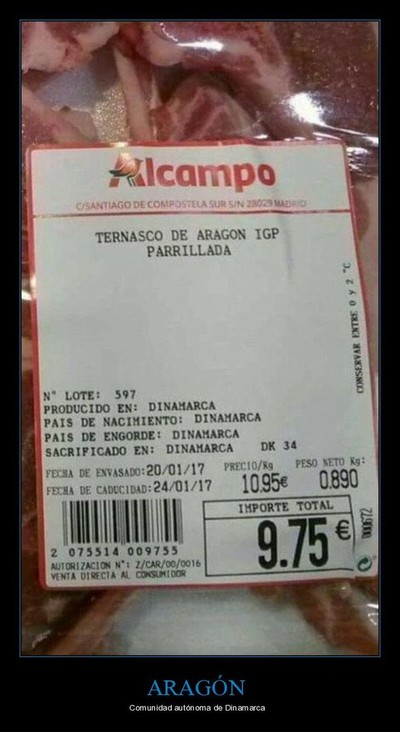 Alcampo
C/SANTIAGO DE COMPOSTELA SUR S/N 28029 MADRID
TERNASCO DE ARAGON IGP
PARRILLADA
CONSERVAR ENTRE 0 y 2 °C
Nº LOTE: 597
PRODUCIDO EN: DINAMARCA
PAIS DE NACIMIENTO: DINAMARCA
PAIS DE ENGORDE: DINAMARCA
SACRIFICADO EN: DINAMARCA DK 34
FECHA DE ENVASADO:20/01/17 PRECIO/Kg PESO NETO Kg:
FECHA DE CADUCIDAD:24/01/17 10.95€ 0.890
IMPORTE TOTAL
9.75 €
000672
2 075514 009755
AUTORIZACION Nº: Z/CAR/00/0016
VENTA DIRECTA AL CONSUMIDOR
ARAGÓN
Comunidad autónoma de Dinamarca